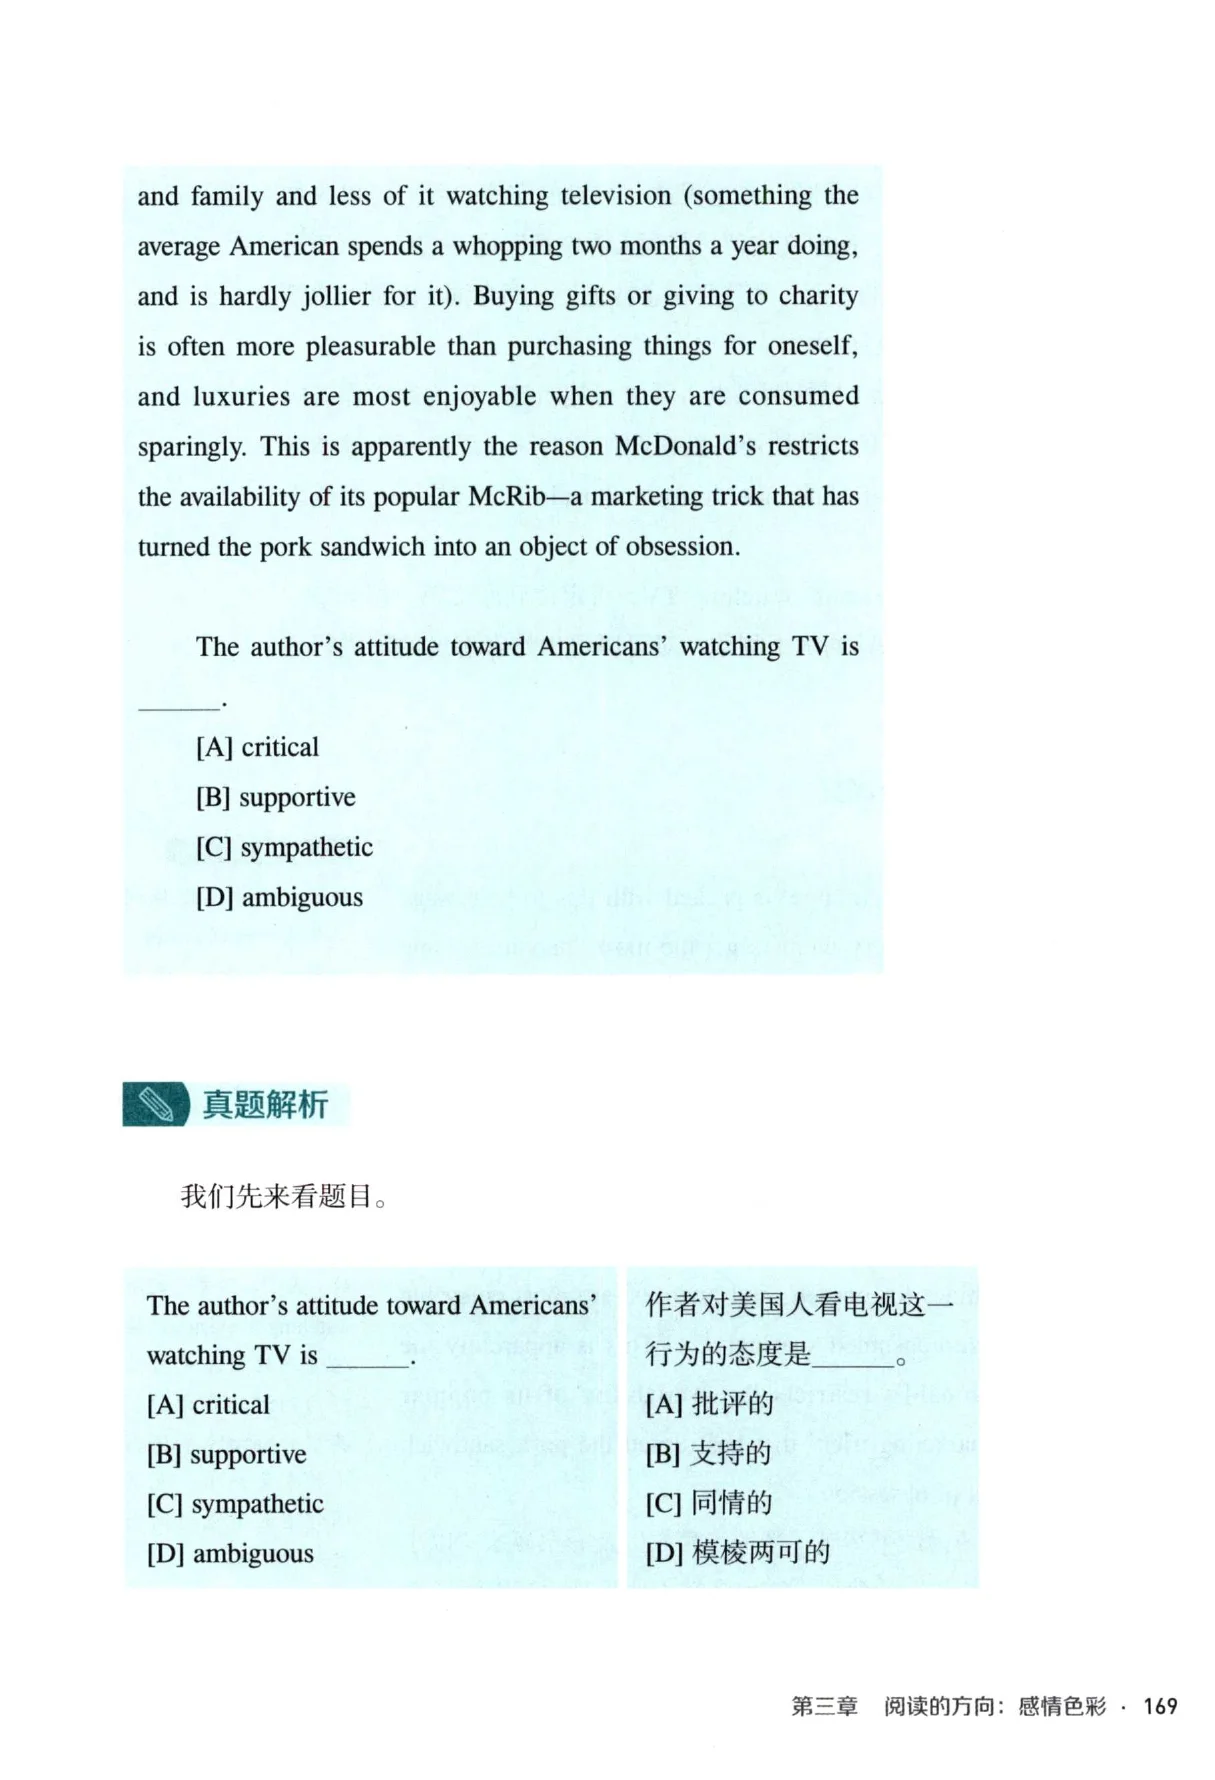 and family and less of it watching television (something the
average American spends a whopping two months a year doing,
and is hardly jollier for it). Buying gifts or giving to charity
is often more pleasurable than purchasing things for oneself,
and luxuries are most enjoyable when they are consumed
sparingly. This is apparently the reason McDonald's restricts
the availability of its popular McRib—a marketing trick that has
turned the pork sandwich into an object of obsession.
The author's attitude toward Americans' watching TV is
______.
[A] critical
[B] supportive
[C] sympathetic
[D] ambiguous
真题解析
我们先来看题目。
The author's attitude toward Americans'
watching TV is ______.
[A] critical
[B] supportive
[C] sympathetic
[D] ambiguous
作者对美国人看电视这一
行为的态度是______。
[A] 批评的
[B] 支持的
[C] 同情的
[D] 模棱两可的
第三章 阅读的方向：感情色彩 · 169